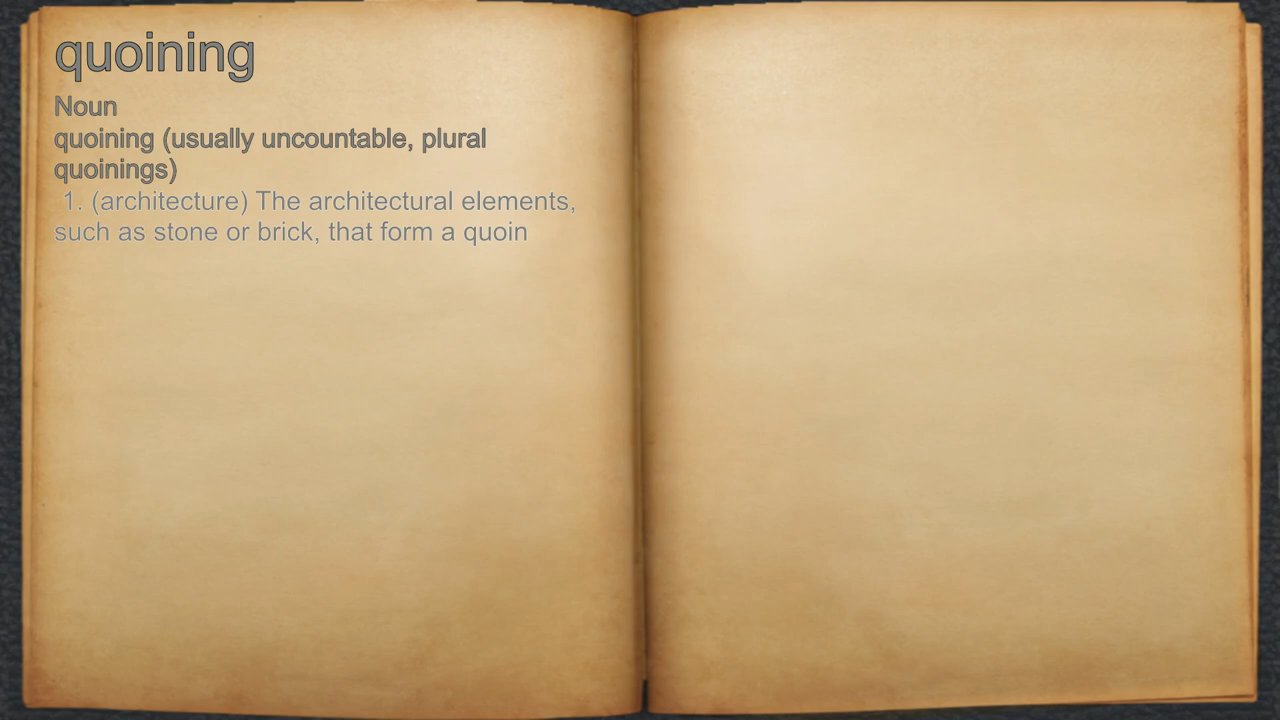 quoining
Noun
quoining (usually uncountable, plural
quoinings)
1. (architecture) The architectural elements,
such as stone or brick, that form a quoin